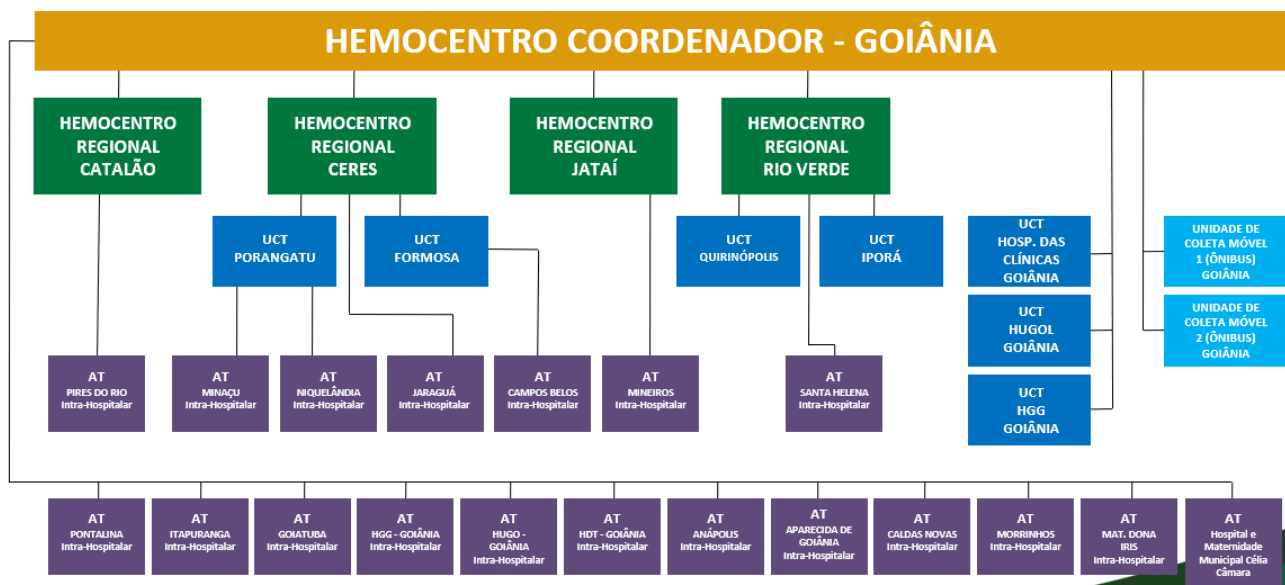 HEMOCENTRO COORDENADOR - GOIÂNIA
HEMOCENTRO
REGIONAL
CATALÃO
HEMOCENTRO
REGIONAL
CERES
HEMOCENTRO
REGIONAL
JATAÍ
HEMOCENTRO
REGIONAL
RIO VERDE
UCT
PORANGATU
UCT
FORMOSA
UCT
QUIRINÓPOLIS
UCT
IPORÁ
UCT
HOSP. DAS
CLÍNICAS
GOIÂNIA
UNIDADE DE
COLETA MÓVEL
1 (ÔNIBUS)
GOIÂNIA
UCT
HUGOL
GOIÂNIA
UNIDADE DE
COLETA MÓVEL
2 (ÔNIBUS)
GOIÂNIA
AT
PIRES DO RIO
Intra-Hospitalar
AT
MINAÇU
Intra-Hospitalar
AT
NIQUELÂNDIA
Intra-Hospitalar
AT
JARAGUÁ
Intra-Hospitalar
AT
CAMPOS BELOS
Intra-Hospitalar
AT
MINEIROS
Intra-Hospitalar
AT
SANTA HELENA
Intra-Hospitalar
UCT
HGG
GOIÂNIA
AT
PONTALINA
Intra-Hospitalar
AT
ITAPURANGA
Intra-Hospitalar
AT
GOIATUBA
Intra-Hospitalar
AT
HGG - GOIÂNIA
Intra-Hospitalar
AT
HUGO -
GOIÂNIA
Intra-Hospitalar
AT
HDT - GOIÂNIA
Intra-Hospitalar
AT
ANÁPOLIS
Intra-Hospitalar
AT
APARECIDA DE
GOIÂNIA
Intra-Hospitalar
AT
CALDAS NOVAS
Intra-Hospitalar
AT
MORRINHOS
Intra-Hospitalar
AT
MAT. DONA
IRIS
Intra-Hospitalar
AT
Hospital e
Maternidade
Municipal Célia
Câmara